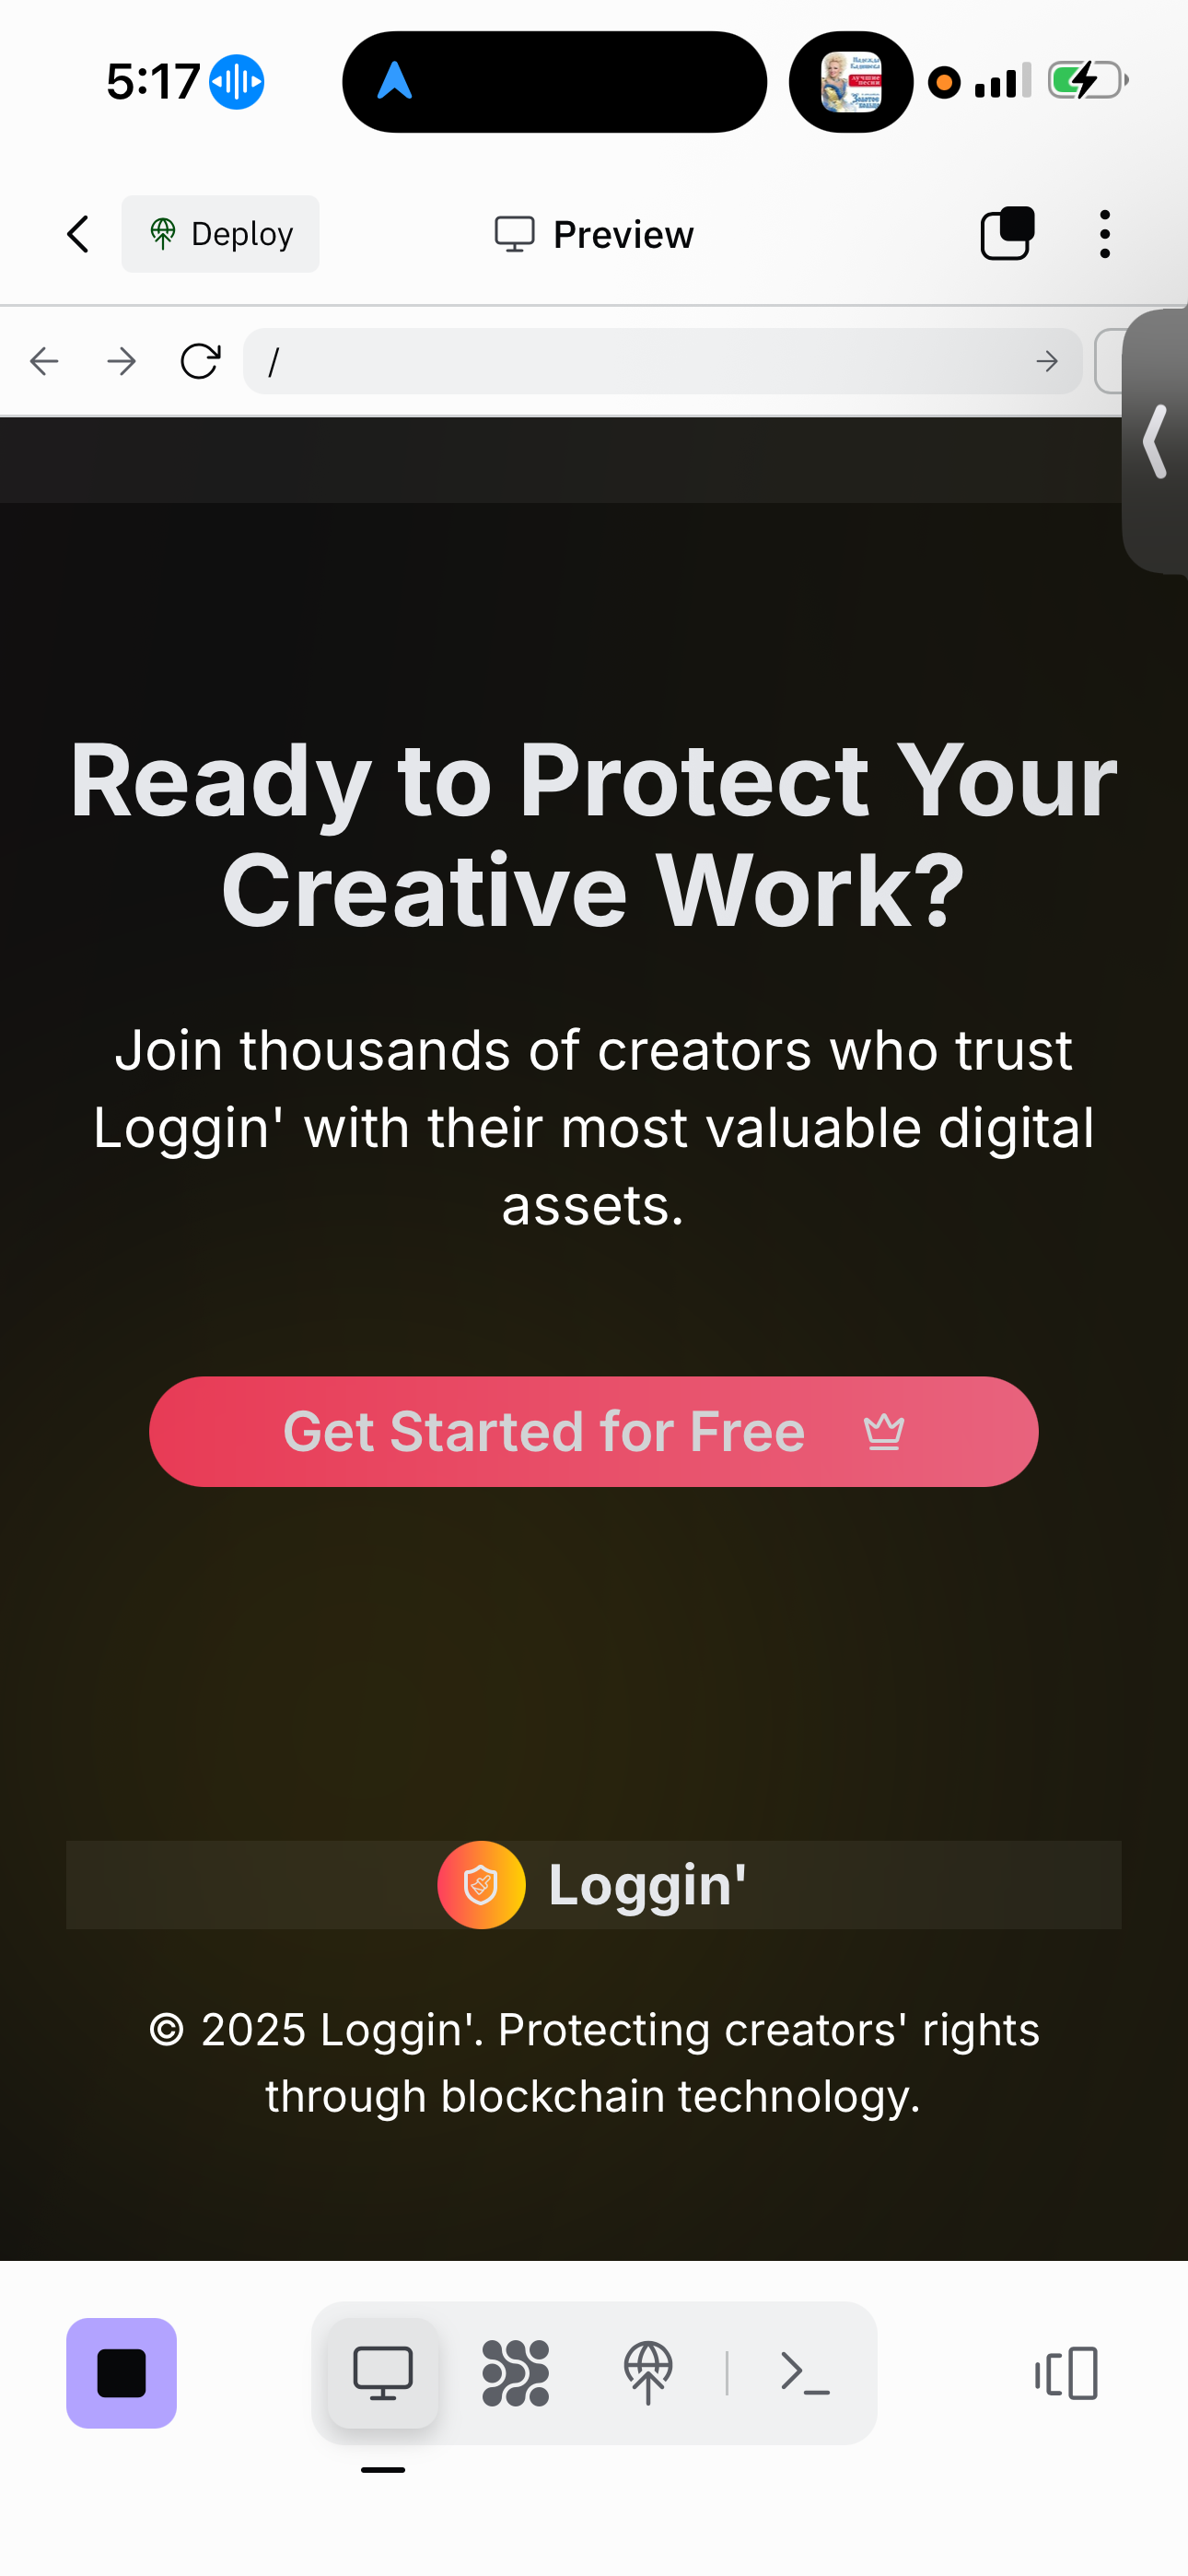 5:17
Deploy
Preview
/
Ready to Protect Your
Creative Work?
Join thousands of creators who trust
Loggin' with their most valuable digital
assets.
Get Started for Free
Loggin'
© 2025 Loggin'. Protecting creators' rights
through blockchain technology.